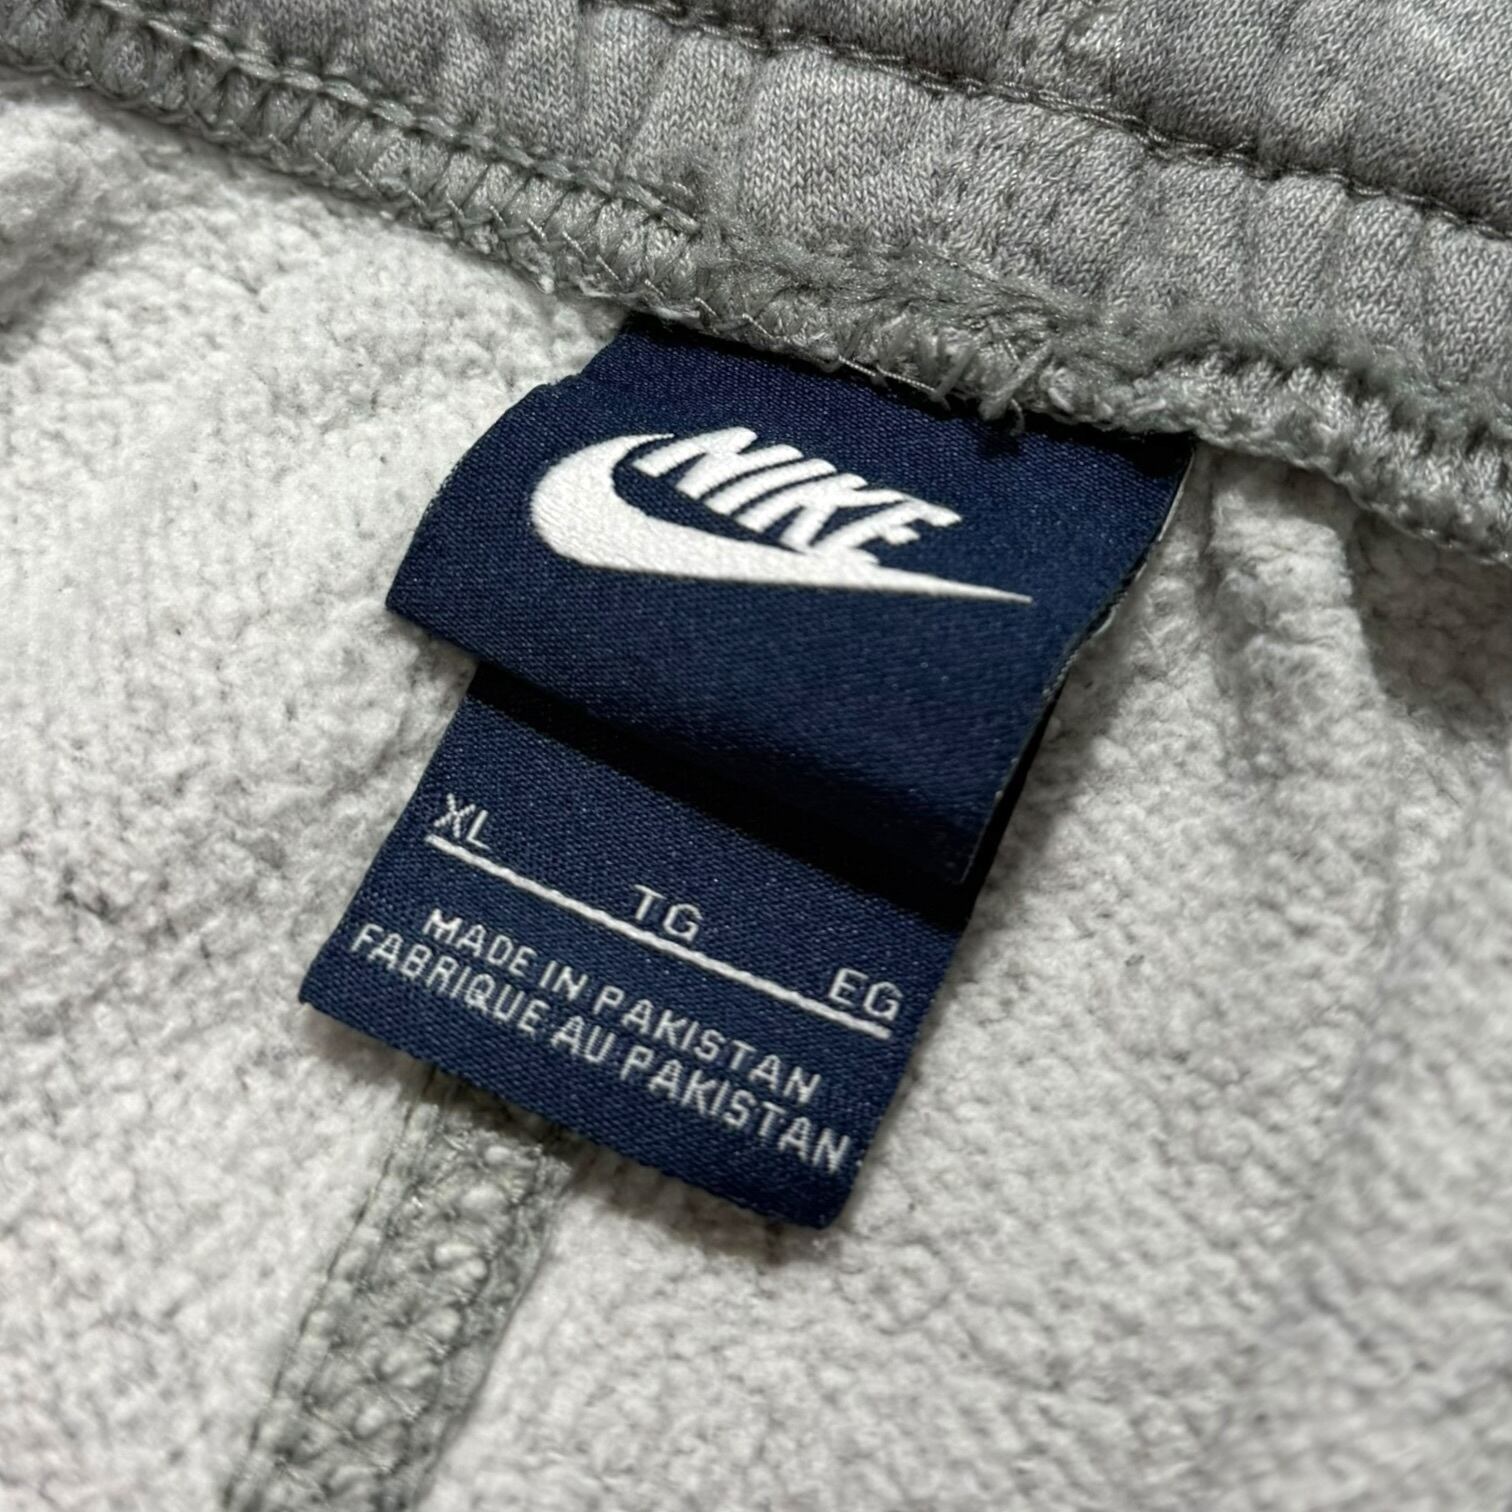 NIKE
XL TG EG
MADE IN PAKISTAN
FABRIQUE AU PAKISTAN